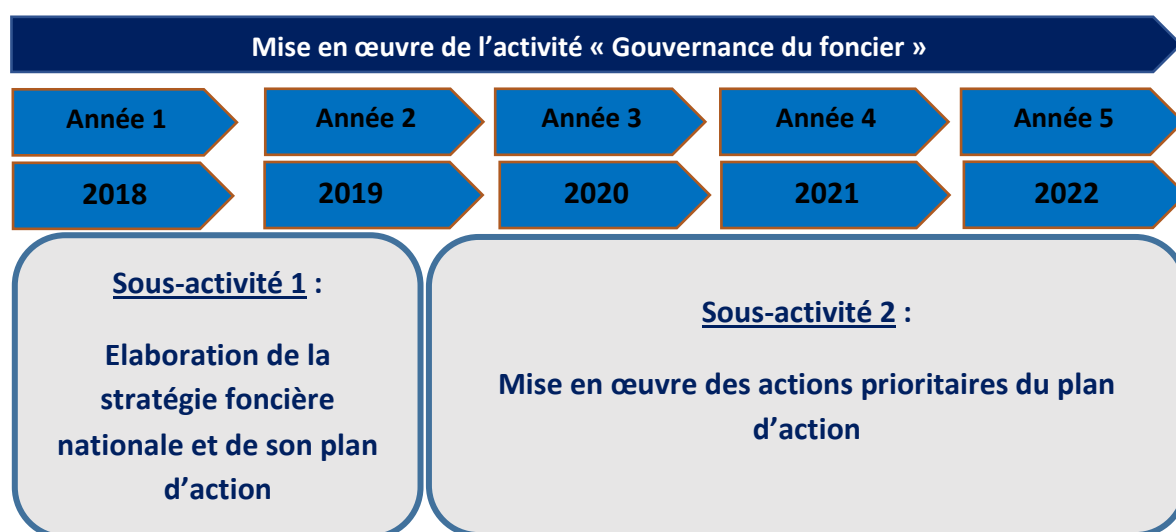 Mise en œuvre de l’activité « Gouvernance du foncier »
Année 1
Année 2
Année 3
Année 4
Année 5
2018
2019
2020
2021
2022
Sous-activité 1 :
Elaboration de la
stratégie foncière
nationale et de son plan
d’action
Sous-activité 2 :
Mise en œuvre des actions prioritaires du plan
d’action